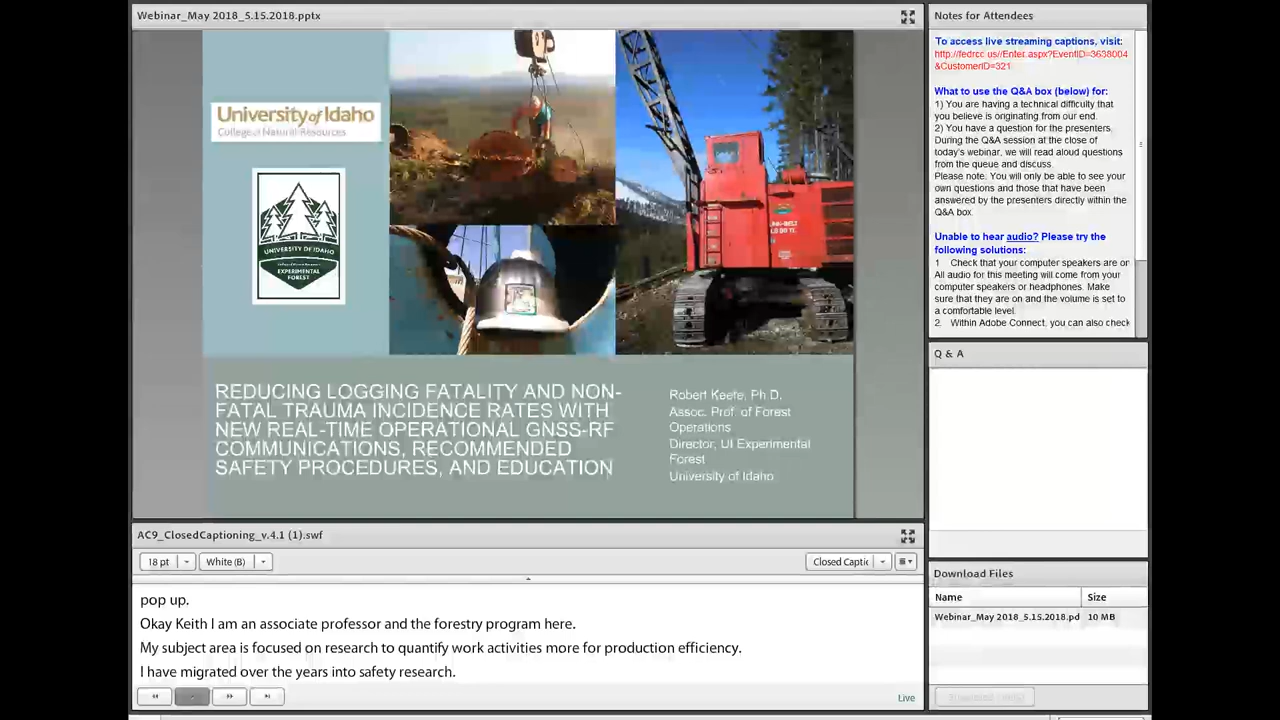 Webinar_May 2018_5.15.2018.pptx
University of Idaho
College of Natural Resources
UNIVERSITY OF IDAHO
EXPERIMENTAL
FOREST
REDUCING LOGGING FATALITY AND NON-
FATAL TRAUMA INCIDENCE RATES WITH
NEW REAL-TIME OPERATIONAL GNSS-RF
COMMUNICATIONS, RECOMMENDED
SAFETY PROCEDURES, AND EDUCATION
Robert Keefe, Ph.D.
Assoc. Prof. of Forest
Operations
Director, UI Experimental
Forest
University of Idaho
AC9_ClosedCaptioning_v.4.1 (1).swf
18 pt
White (B)
Closed Captic
pop up.
Okay Keith I am an associate professor and the forestry program here.
My subject area is focused on research to quantify work activities more for production efficiency.
I have migrated over the years into safety research.
Live
Notes for Attendees
To access live streaming captions, visit:
http://fedrcc.us//Enter.aspx?EventID=3638004
&CustomerID=321
What to use the Q&A box (below) for:
1) You are having a technical difficulty that
you believe is originating from our end.
2) You have a question for the presenters.
During the Q&A session at the close of
today's webinar, we will read aloud questions
from the queue and discuss.
Please note: You will only be able to see your
own questions and those that have been
answered by the presenters directly within the
Q&A box.
Unable to hear audio? Please try the
following solutions:
1. Check that your computer speakers are on
All audio for this meeting will come from your
computer speakers or headphones. Make
sure that they are on and the volume is set to
a comfortable level.
2. Within Adobe Connect, you can also check
Q & A
Download Files
Name Size
Webinar_May 2018_5.15.2018.pd 10 MB